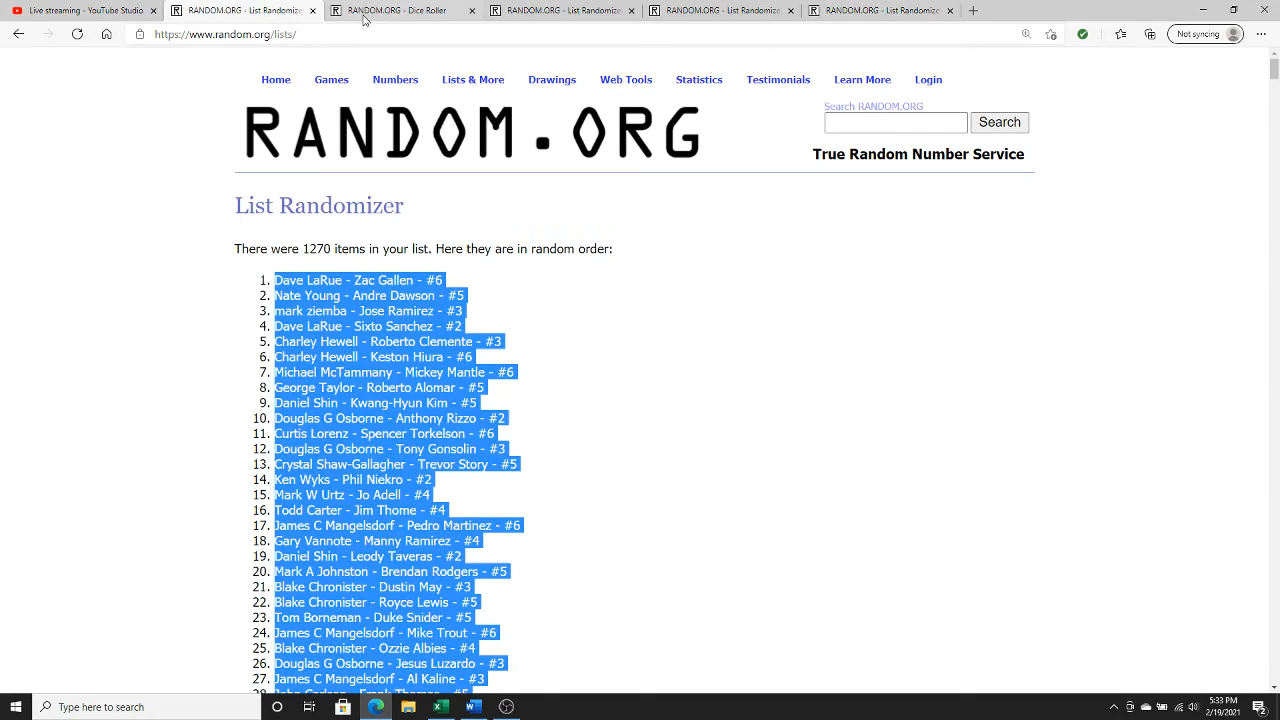 Live streaming - YouTube Studio
RANDOM.ORG - List Randomizer
RANDOM.ORG - Dice Roller
RANDOM.ORG - List Randomizer
RANDOM.ORG - List Randomizer
RANDOM.ORG - List Randomizer
https://www.random.org/lists/
Not syncing
Home Games Numbers Lists & More Drawings Web Tools Statistics Testimonials Learn More Login
RANDOM.ORG
Search RANDOM.ORG
Search
True Random Number Service
List Randomizer
There were 1270 items in your list. Here they are in random order:
1. Dave LaRue - Zac Gallen - #6
2. Nate Young - Andre Dawson - #5
3. mark ziemba - Jose Ramirez - #3
4. Dave LaRue - Sixto Sanchez - #2
5. Charley Hewell - Roberto Clemente - #3
6. Charley Hewell - Keston Hiura - #6
7. Michael McTammany - Mickey Mantle - #6
8. George Taylor - Roberto Alomar - #5
9. Daniel Shin - Kwang-Hyun Kim - #5
10. Douglas G Osborne - Anthony Rizzo - #2
11. Curtis Lorenz - Spencer Torkelson - #6
12. Douglas G Osborne - Tony Gonsolin - #3
13. Crystal Shaw-Gallagher - Trevor Story - #5
14. Ken Wyks - Phil Niekro - #2
15. Mark W Urtz - Jo Adell - #4
16. Todd Carter - Jim Thome - #4
17. James C Mangelsdorf - Pedro Martinez - #6
18. Gary Vannote - Manny Ramirez - #4
19. Daniel Shin - Leody Taveras - #2
20. Mark A Johnston - Brendan Rodgers - #5
21. Blake Chronister - Dustin May - #3
22. Blake Chronister - Royce Lewis - #5
23. Tom Borneman - Duke Snider - #5
24. James C Mangelsdorf - Mike Trout - #6
25. Blake Chronister - Ozzie Albies - #4
26. Douglas G Osborne - Jesus Luzardo - #3
27. James C Mangelsdorf - Al Kaline - #3
Type here to search
5:33 PM
2/19/2021